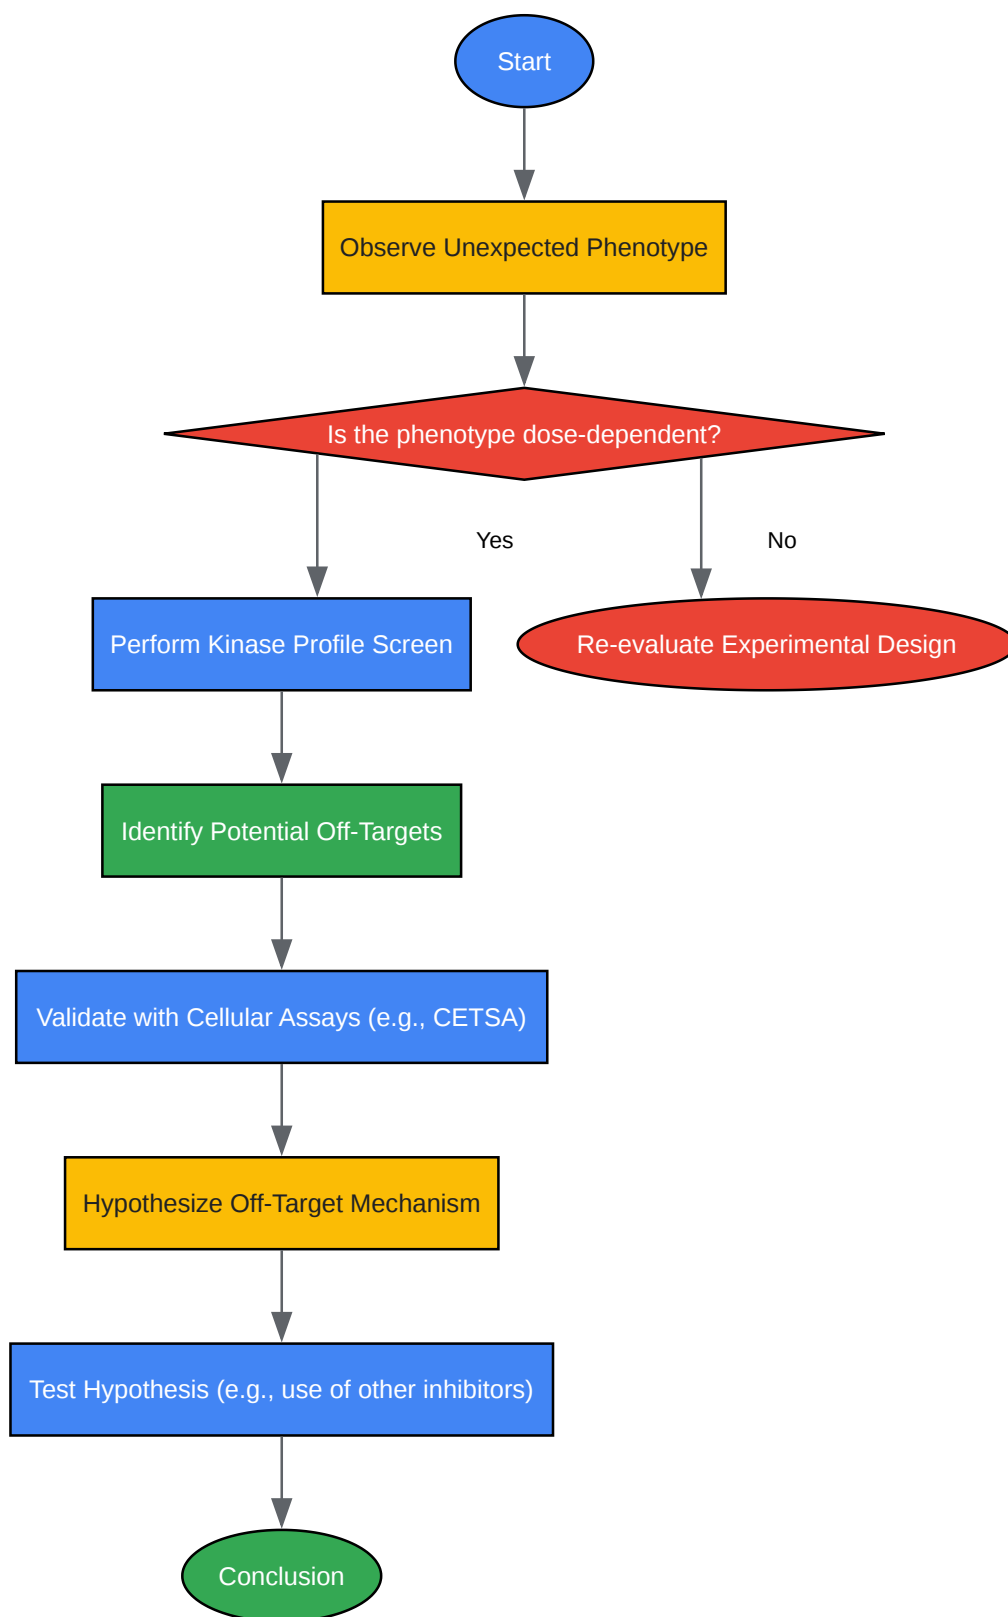 Start
Observe Unexpected Phenotype
Is the phenotype dose-dependent?
Yes
No
Perform Kinase Profile Screen
Re-evaluate Experimental Design
Identify Potential Off-Targets
Validate with Cellular Assays (e.g., CETSA)
Hypothesize Off-Target Mechanism
Test Hypothesis (e.g., use of other inhibitors)
Conclusion